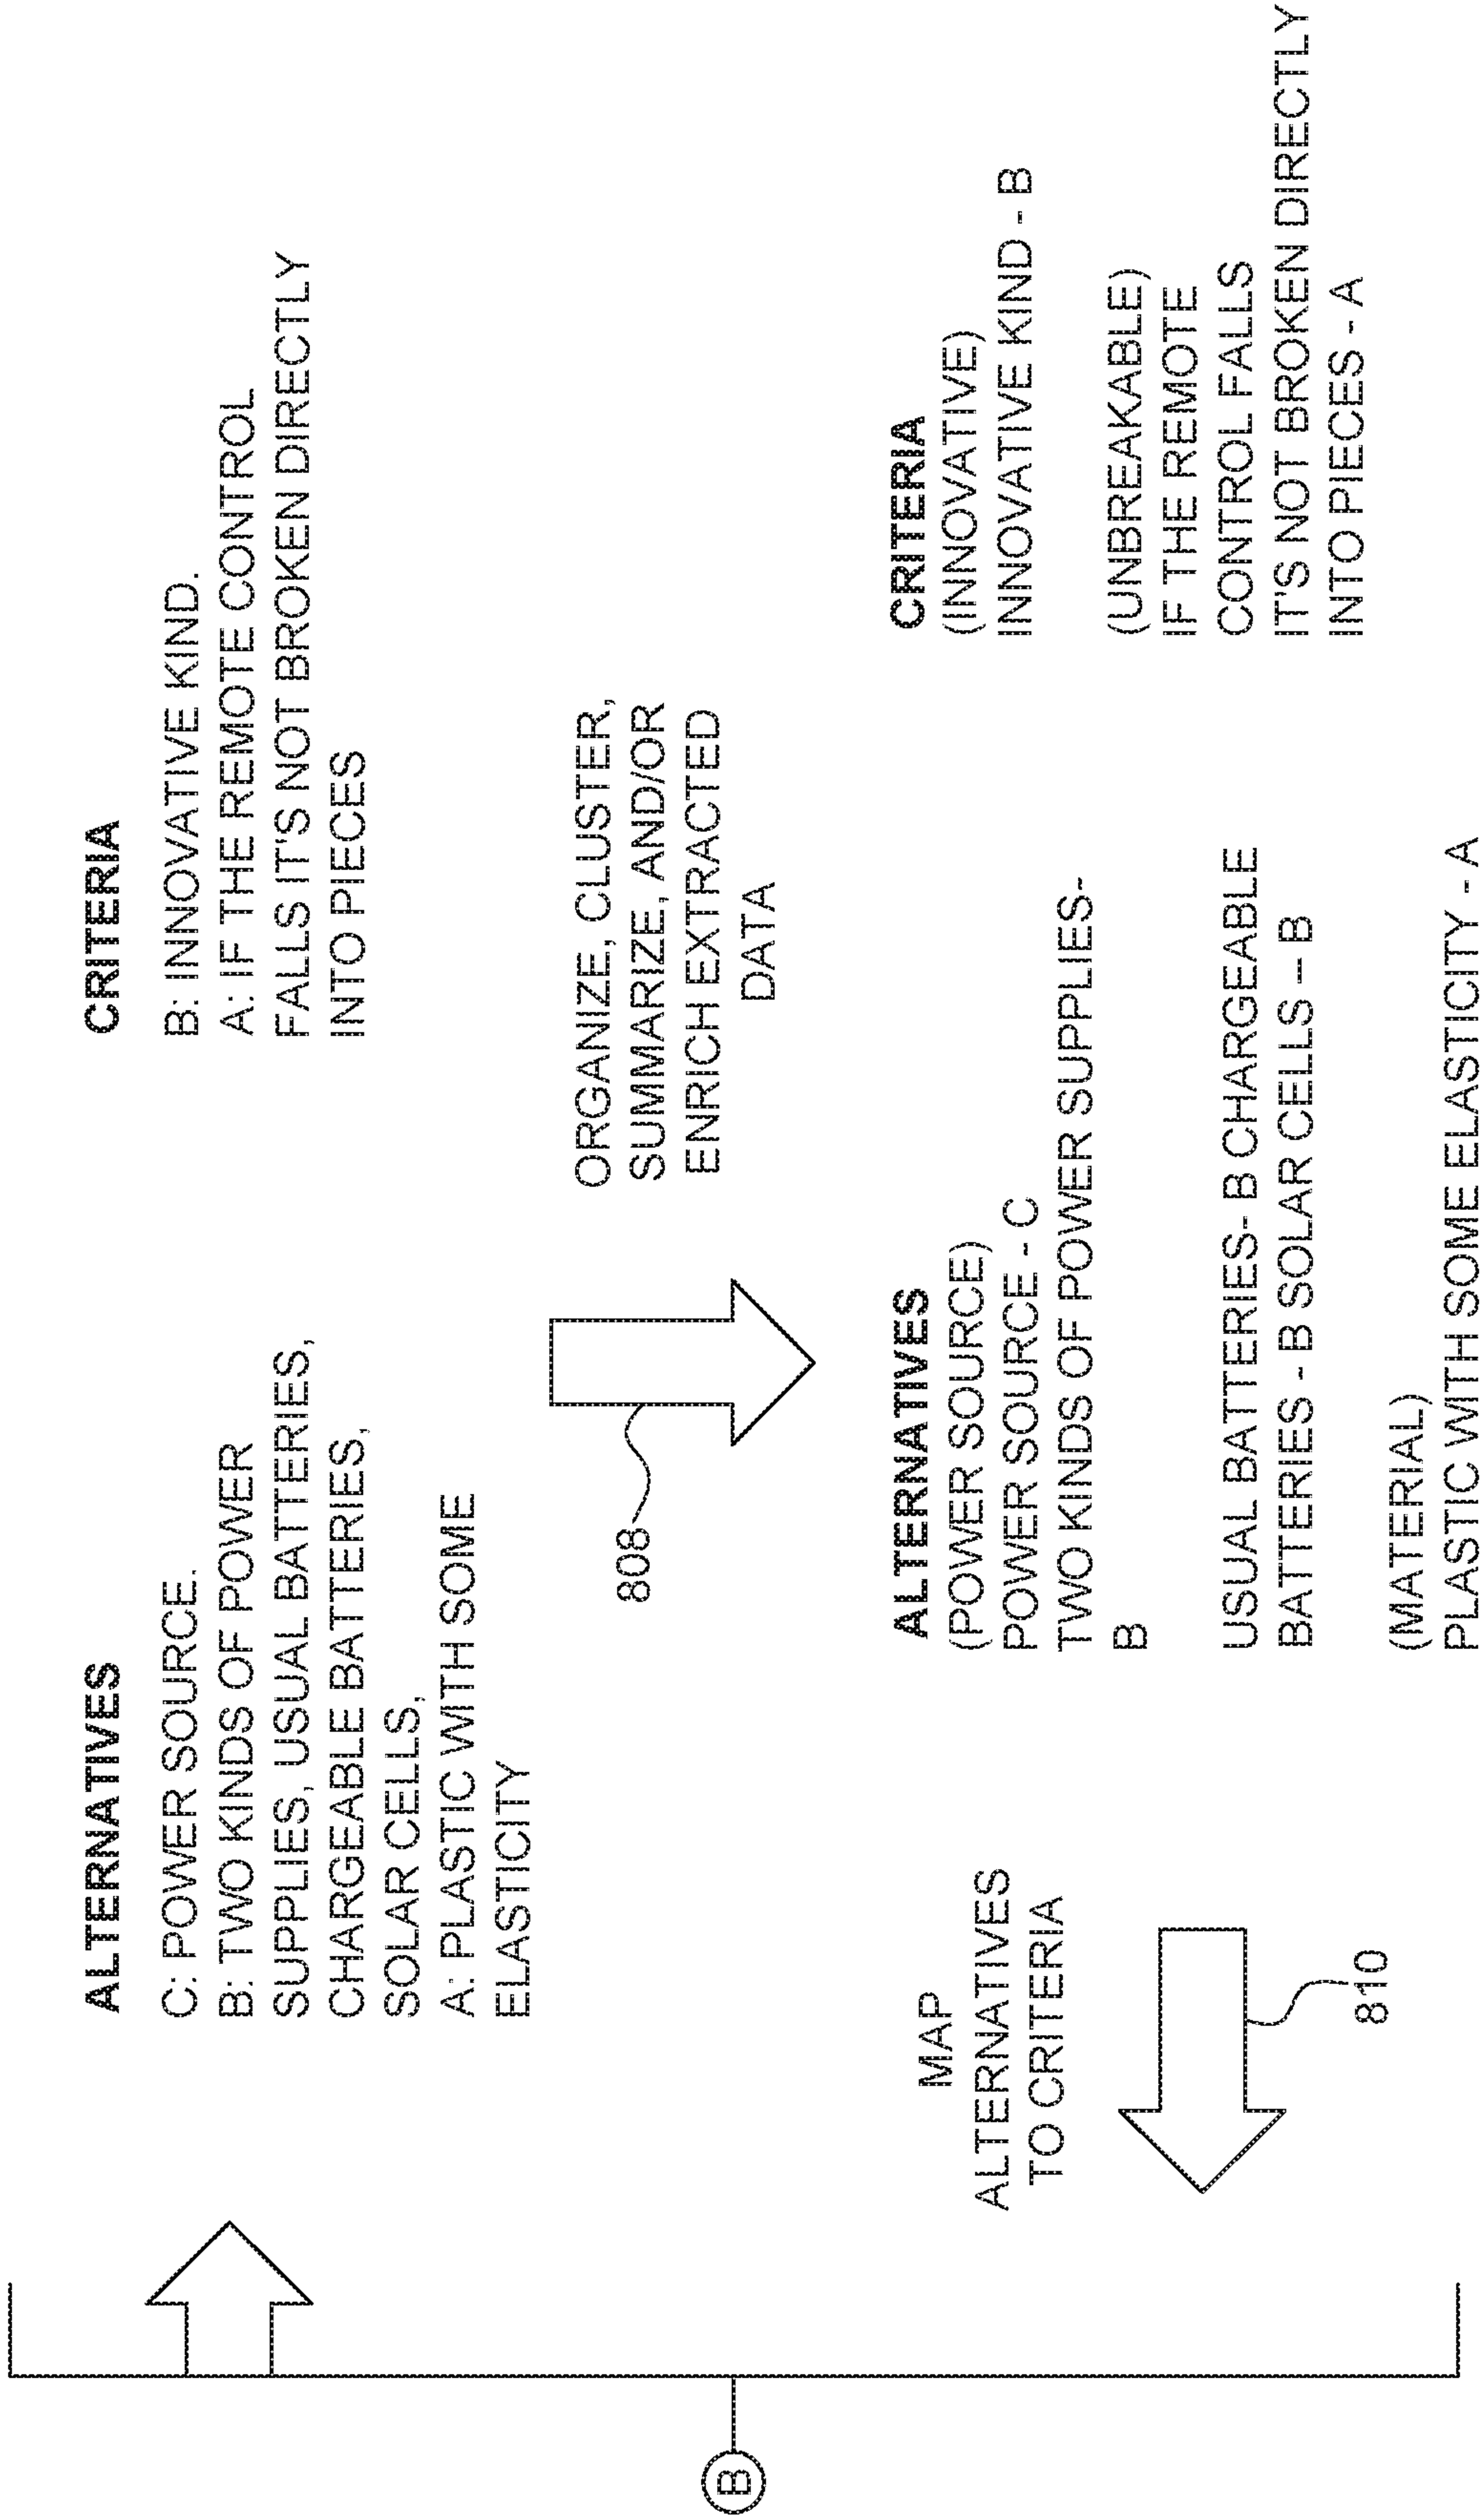 B
ALTERNATIVES
C: POWER SOURCE.
B: TWO KINDS OF POWER
SUPPLIES, USUAL BATTERIES,
CHARGEABLE BATTERIES,
SOLAR CELLS,
A: PLASTIC WITH SOME
ELASTICITY
CRITERIA
B: INNOVATIVE KIND.
A: IF THE REMOTE CONTROL
FALLS IT'S NOT BROKEN DIRECTLY
INTO PIECES
808
ORGANIZE, CLUSTER,
SUMMARIZE, AND/OR
ENRICH EXTRACTED
DATA
MAP
ALTERNATIVES
TO CRITERIA
810
ALTERNATIVES
(POWER SOURCE)
POWER SOURCE - C
TWO KINDS OF POWER SUPPLIES-
B
USUAL BATTERIES- B CHARGEABLE
BATTERIES - B SOLAR CELLS -- B
(MATERIAL)
PLASTIC WITH SOME ELASTICITY - A
CRITERIA
(INNOVATIVE)
INNOVATIVE KIND - B
(UNBREAKABLE)
IF THE REMOTE
CONTROL FALLS
IT'S NOT BROKEN DIRECTLY
INTO PIECES - A